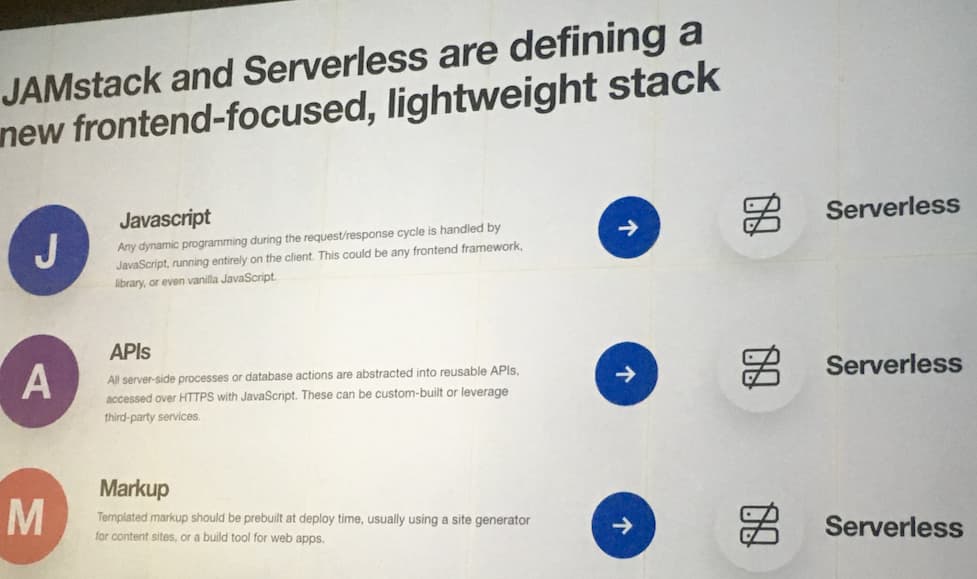 JAMstack and Serverless are defining a
new frontend-focused, lightweight stack
J
Javascript
Any dynamic programming during the request/response cycle is handled by
JavaScript, running entirely on the client. This could be any frontend framework,
library, or even vanilla JavaScript.
Serverless
A
APIs
All server-side processes or database actions are abstracted into reusable APIs,
accessed over HTTPS with JavaScript. These can be custom-built or leverage
third-party services.
Serverless
M
Markup
Templated markup should be prebuilt at deploy time, usually using a site generator
for content sites, or a build tool for web apps.
Serverless